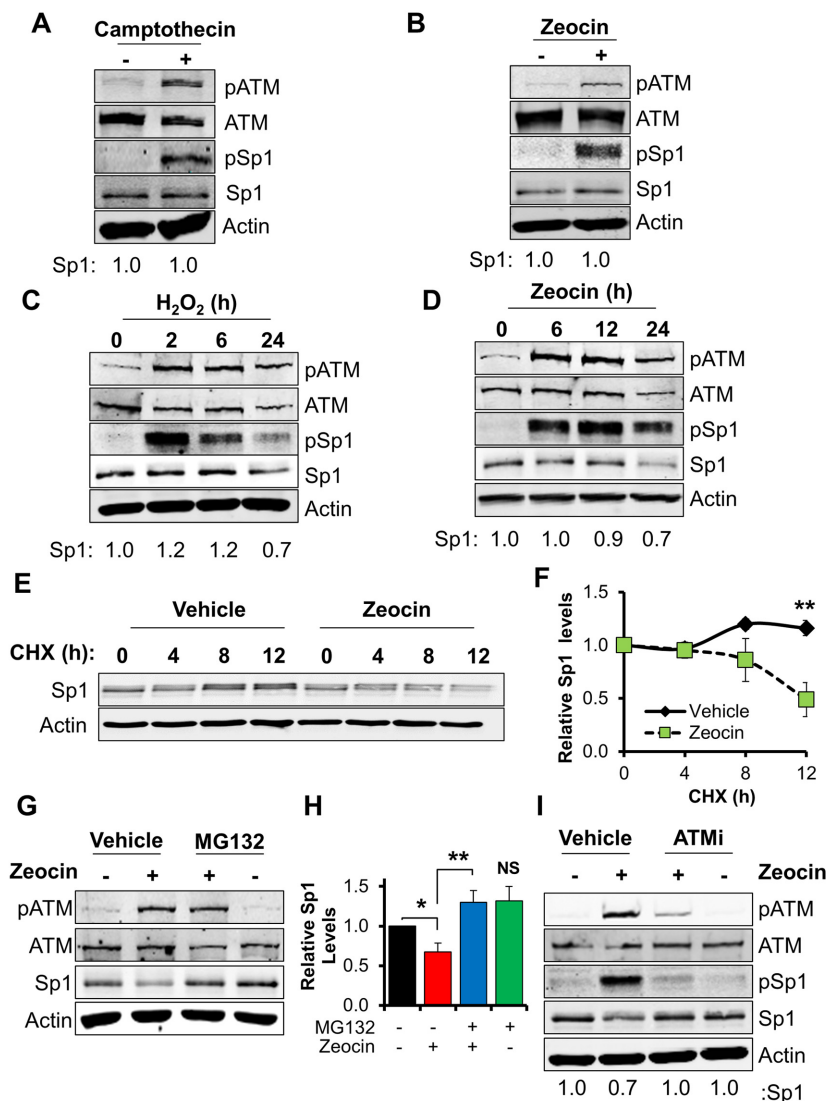 A
Camptothecin
- +
pATM
ATM
pSp1
Sp1
Actin
Sp1: 1.0 1.0
B
Zeocin
- +
pATM
ATM
pSp1
Sp1
Actin
Sp1: 1.0 1.0
C
H₂O₂ (h)
0 2 6 24
pATM
ATM
pSp1
Sp1
Actin
Sp1: 1.0 1.2 1.2 0.7
D
Zeocin (h)
0 6 12 24
pATM
ATM
pSp1
Sp1
Actin
Sp1: 1.0 1.0 0.9 0.7
E
Vehicle Zeocin
CHX (h): 0 4 8 12 0 4 8 12
Sp1
Actin
F
Relative Sp1 levels
1.5
1.0
0.5
0.0
**
Vehicle
Zeocin
0 4 8 12
CHX (h)
G
Vehicle MG132
Zeocin - + + -
pATM
ATM
Sp1
Actin
H
Relative Sp1
Levels
1.5
1.0
0.5
0.0
* ** NS
MG132 - - + +
Zeocin - + + -
I
Vehicle ATMi
- + + - Zeocin
pATM
ATM
pSp1
Sp1
Actin
1.0 0.7 1.0 1.0 :Sp1